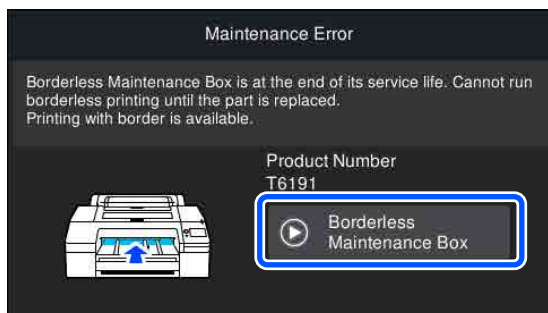 Maintenance Error
Borderless Maintenance Box is at the end of its service life. Cannot run
borderless printing until the part is replaced.
Printing with border is available.
Product Number
T6191
Borderless
Maintenance Box